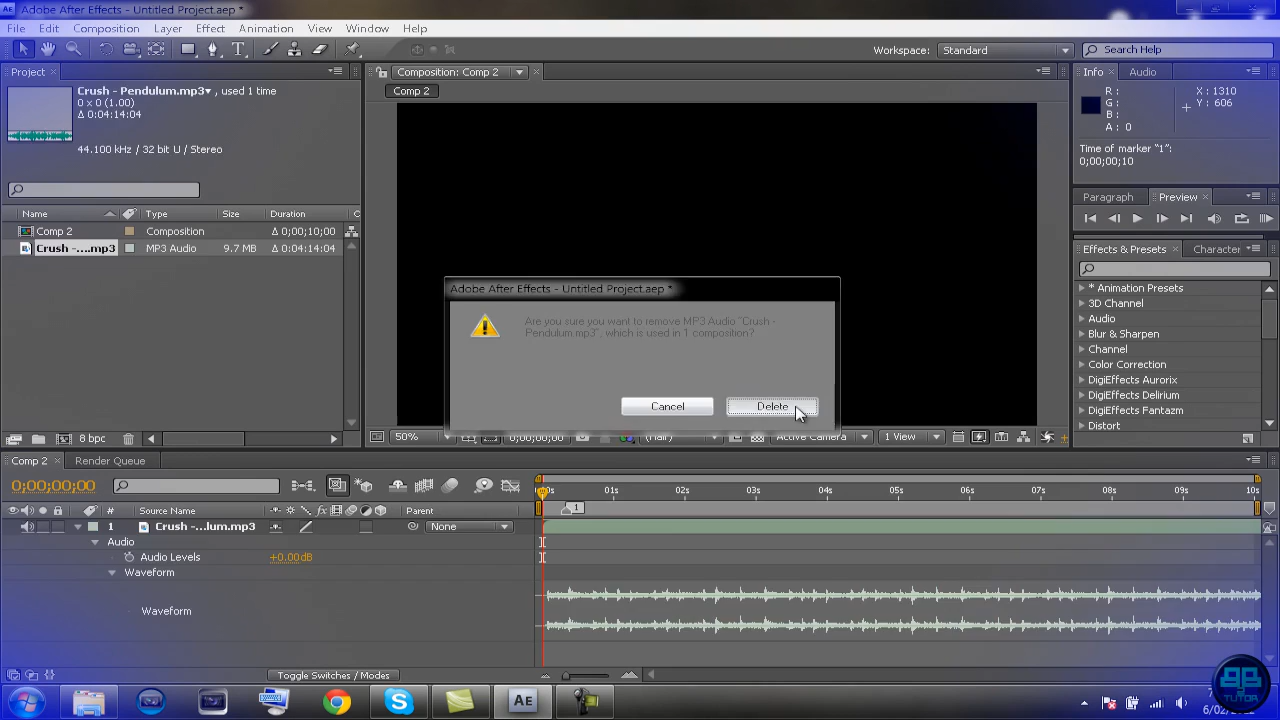 Adobe After Effects - Untitled Project.aep *
File Edit Composition Layer Effect Animation View Window Help
Workspace: Standard Search Help
Project
Crush - Pendulum.mp3▾, used 1 time
0 x 0 (1.00)
Δ 0:04:14:04
44.100 kHz / 32 bit U / Stereo
Name Type Size Duration C
Comp 2 Composition Δ 0;00;10;00
Crush -....mp3 MP3 Audio 9.7 MB Δ 0:04:14:04
8 bpc
Composition: Comp 2
Comp 2
Adobe After Effects - Untitled Project.aep *
Are you sure you want to remove MP3 Audio "Crush -
Pendulum.mp3", which is used in 1 composition?
Cancel Delete
50% 0;00;00;00 (Half) Active Camera 1 View
Info Audio
R : X : 1310
G : Y : 606
B :
A : 0
Time of marker "1":
0;00;00;10
Paragraph Preview
Effects & Presets Character
* Animation Presets
3D Channel
Audio
Blur & Sharpen
Channel
Color Correction
DigiEffects Aurorix
DigiEffects Delirium
DigiEffects Fantazm
Distort
Comp 2 Render Queue
0;00;00;00
00s 01s 02s 03s 04s 05s 06s 07s 08s 09s 10s
# Source Name Parent
1
1 Crush -...lum.mp3 None
Audio
Audio Levels +0.00dB
Waveform
Waveform
Toggle Switches / Modes
AE
TUTOR